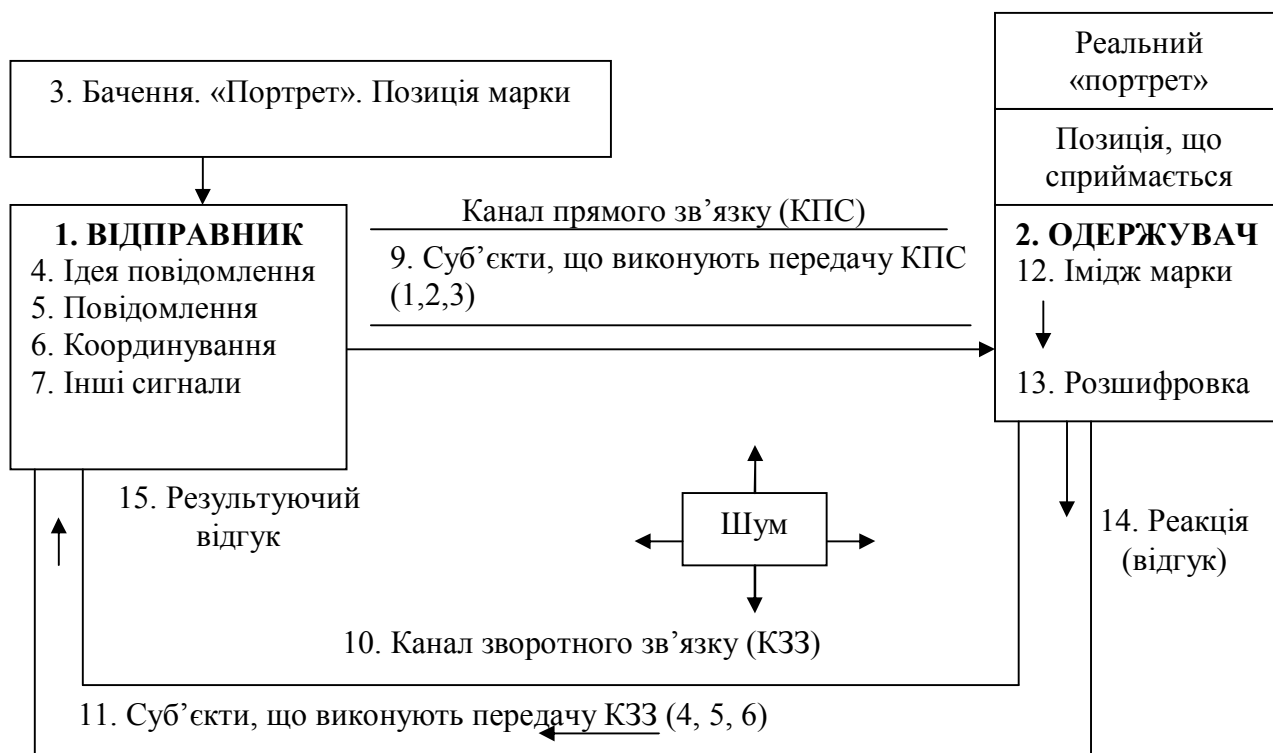 3. Бачення. «Портрет». Позиція марки
Реальний
«портрет»
Позиція, що
сприймається
1. ВІДПРАВНИК
4. Ідея повідомлення
5. Повідомлення
6. Координування
7. Інші сигнали
Канал прямого зв’язку (КПС)
9. Суб’єкти, що виконують передачу КПС
(1,2,3)
2. ОДЕРЖУВАЧ
12. Імідж марки
13. Розшифровка
15. Результуючий
відгук
Шум
14. Реакція
(відгук)
10. Канал зворотного зв’язку (КЗЗ)
11. Суб’єкти, що виконують передачу КЗЗ (4, 5, 6)